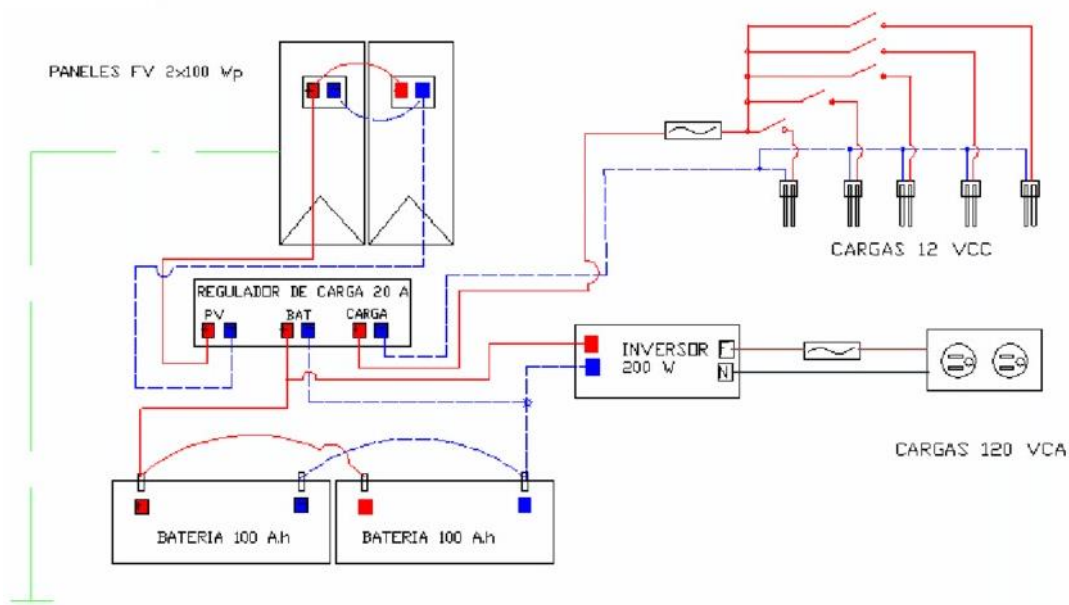 PANELES FV 2x100 Wp
REGULADOR DE CARGA 20 A
PV BAT CARGA
CARGAS 12 VCC
INVERSOR F
200 W N
CARGAS 120 VCA
BATERIA 100 A.h
BATERIA 100 A.h